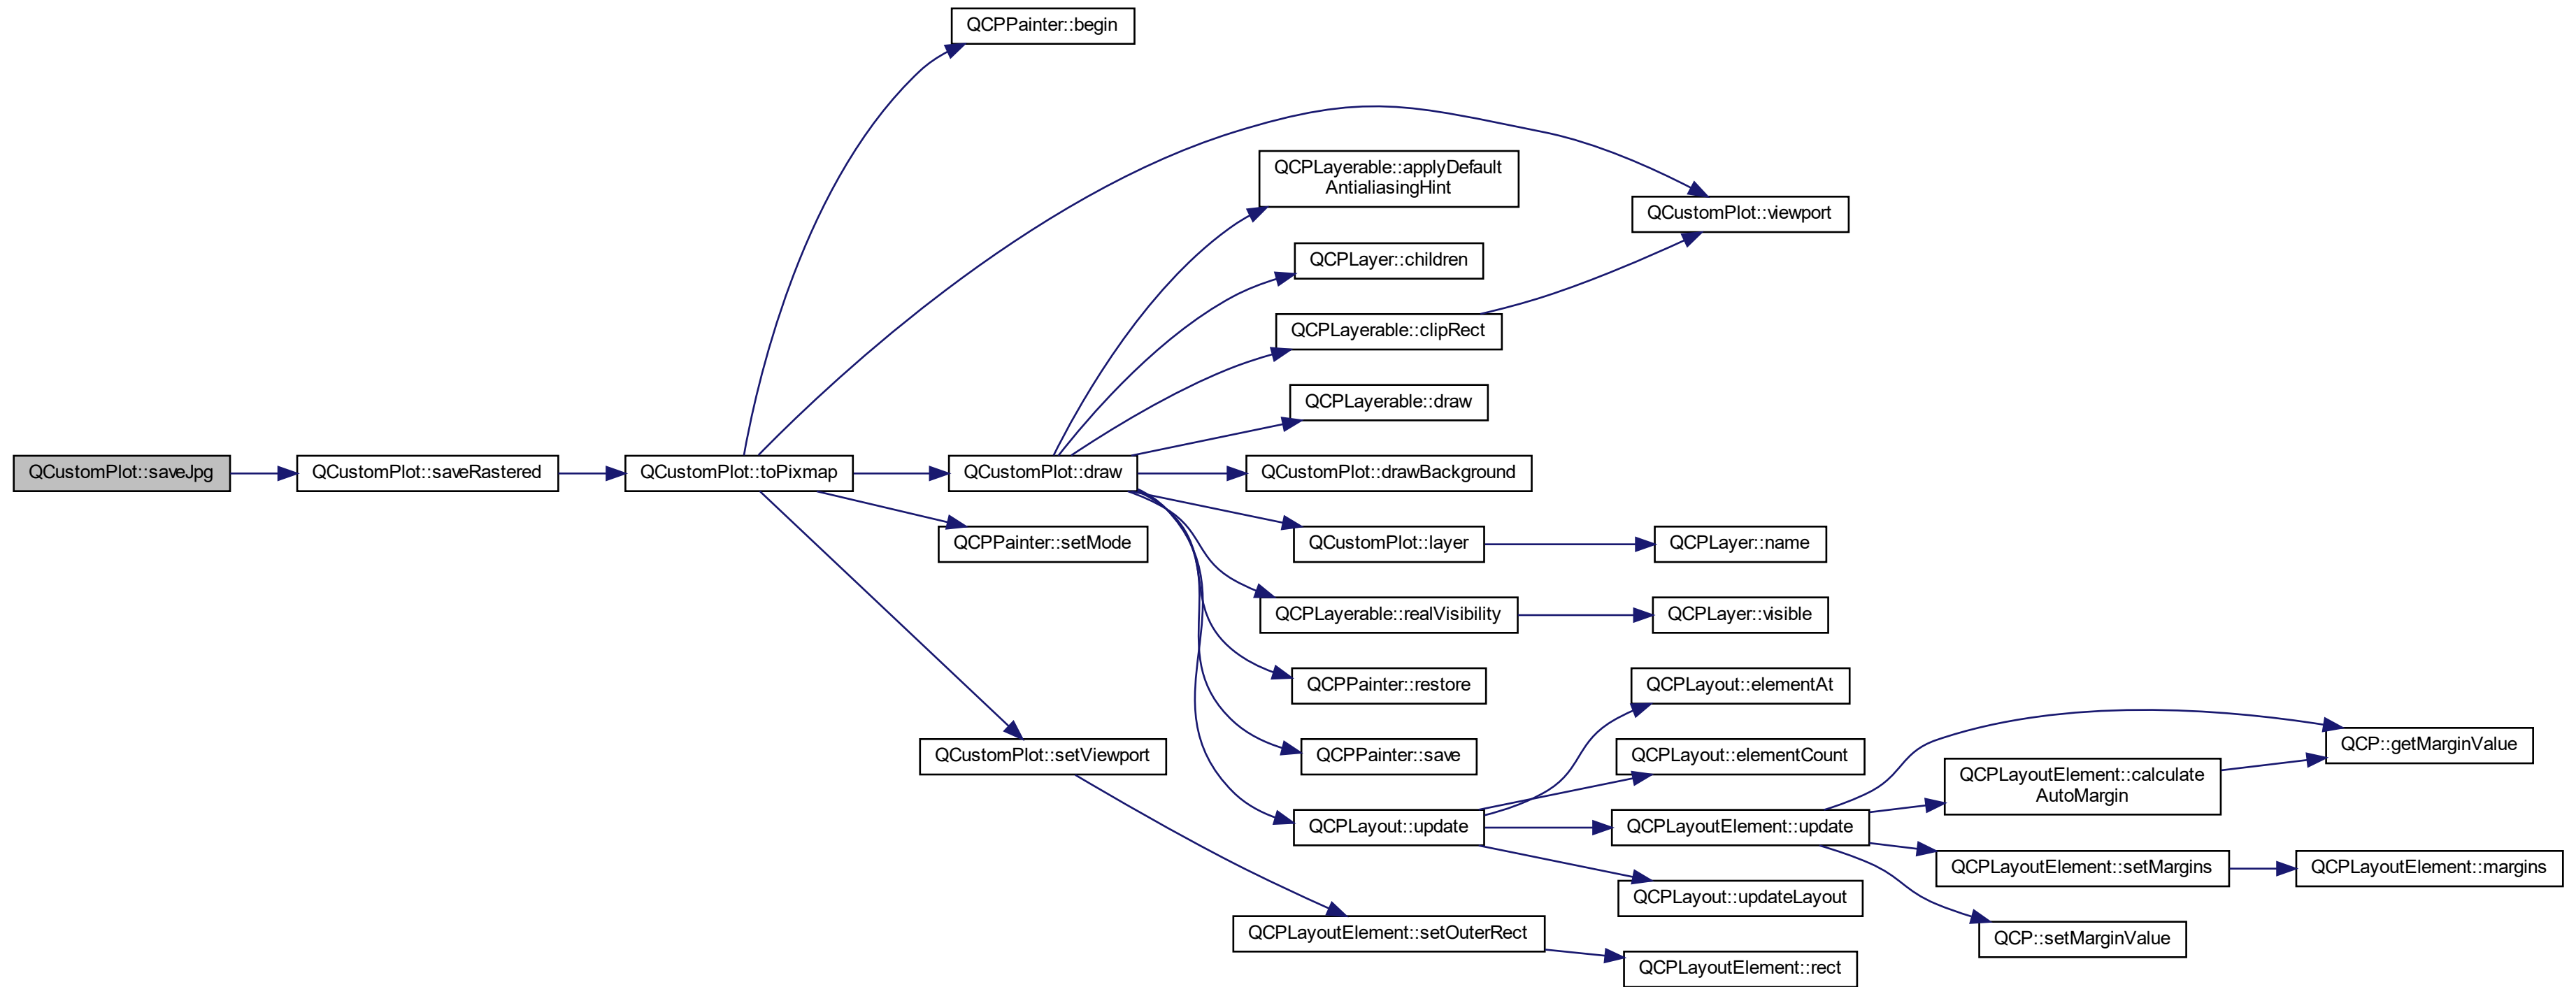 QCPPainter::begin
QCPLayerable::applyDefault
AntialiasingHint
QCustomPlot::viewport
QCPLayer::children
QCPLayerable::clipRect
QCPLayerable::draw
QCustomPlot::saveJpg
QCustomPlot::saveRastered
QCustomPlot::toPixmap
QCustomPlot::draw
QCustomPlot::drawBackground
QCPPainter::setMode
QCustomPlot::layer
QCPLayer::name
QCPLayerable::realVisibility
QCPLayer::visible
QCPPainter::restore
QCPLayout::elementAt
QCP::getMarginValue
QCustomPlot::setViewport
QCPPainter::save
QCPLayout::elementCount
QCPLayoutElement::calculate
AutoMargin
QCPLayout::update
QCPLayoutElement::update
QCPLayoutElement::setMargins
QCPLayoutElement::margins
QCPLayout::updateLayout
QCPLayoutElement::setOuterRect
QCP::setMarginValue
QCPLayoutElement::rect